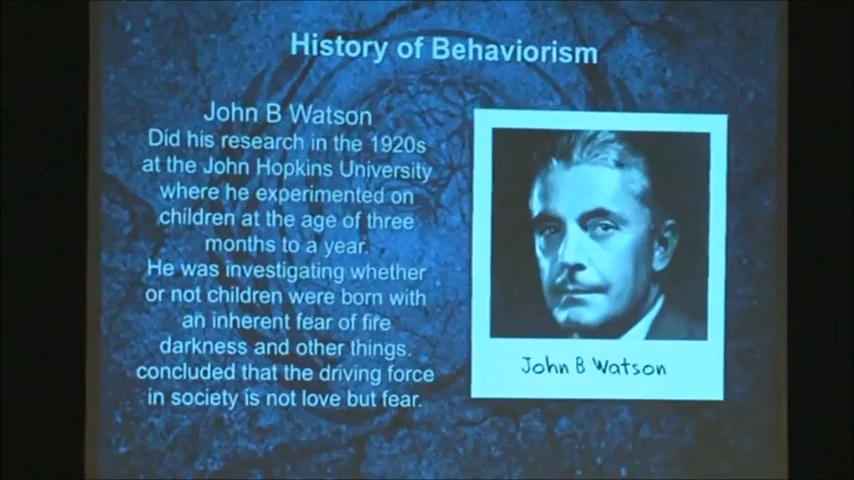 History of Behaviorism
John B Watson
Did his research in the 1920s
at the John Hopkins University
where he experimented on
children at the age of three
months to a year.
He was investigating whether
or not children were born with
an inherent fear of fire
darkness and other things.
concluded that the driving force
in society is not love but fear.
John B Watson